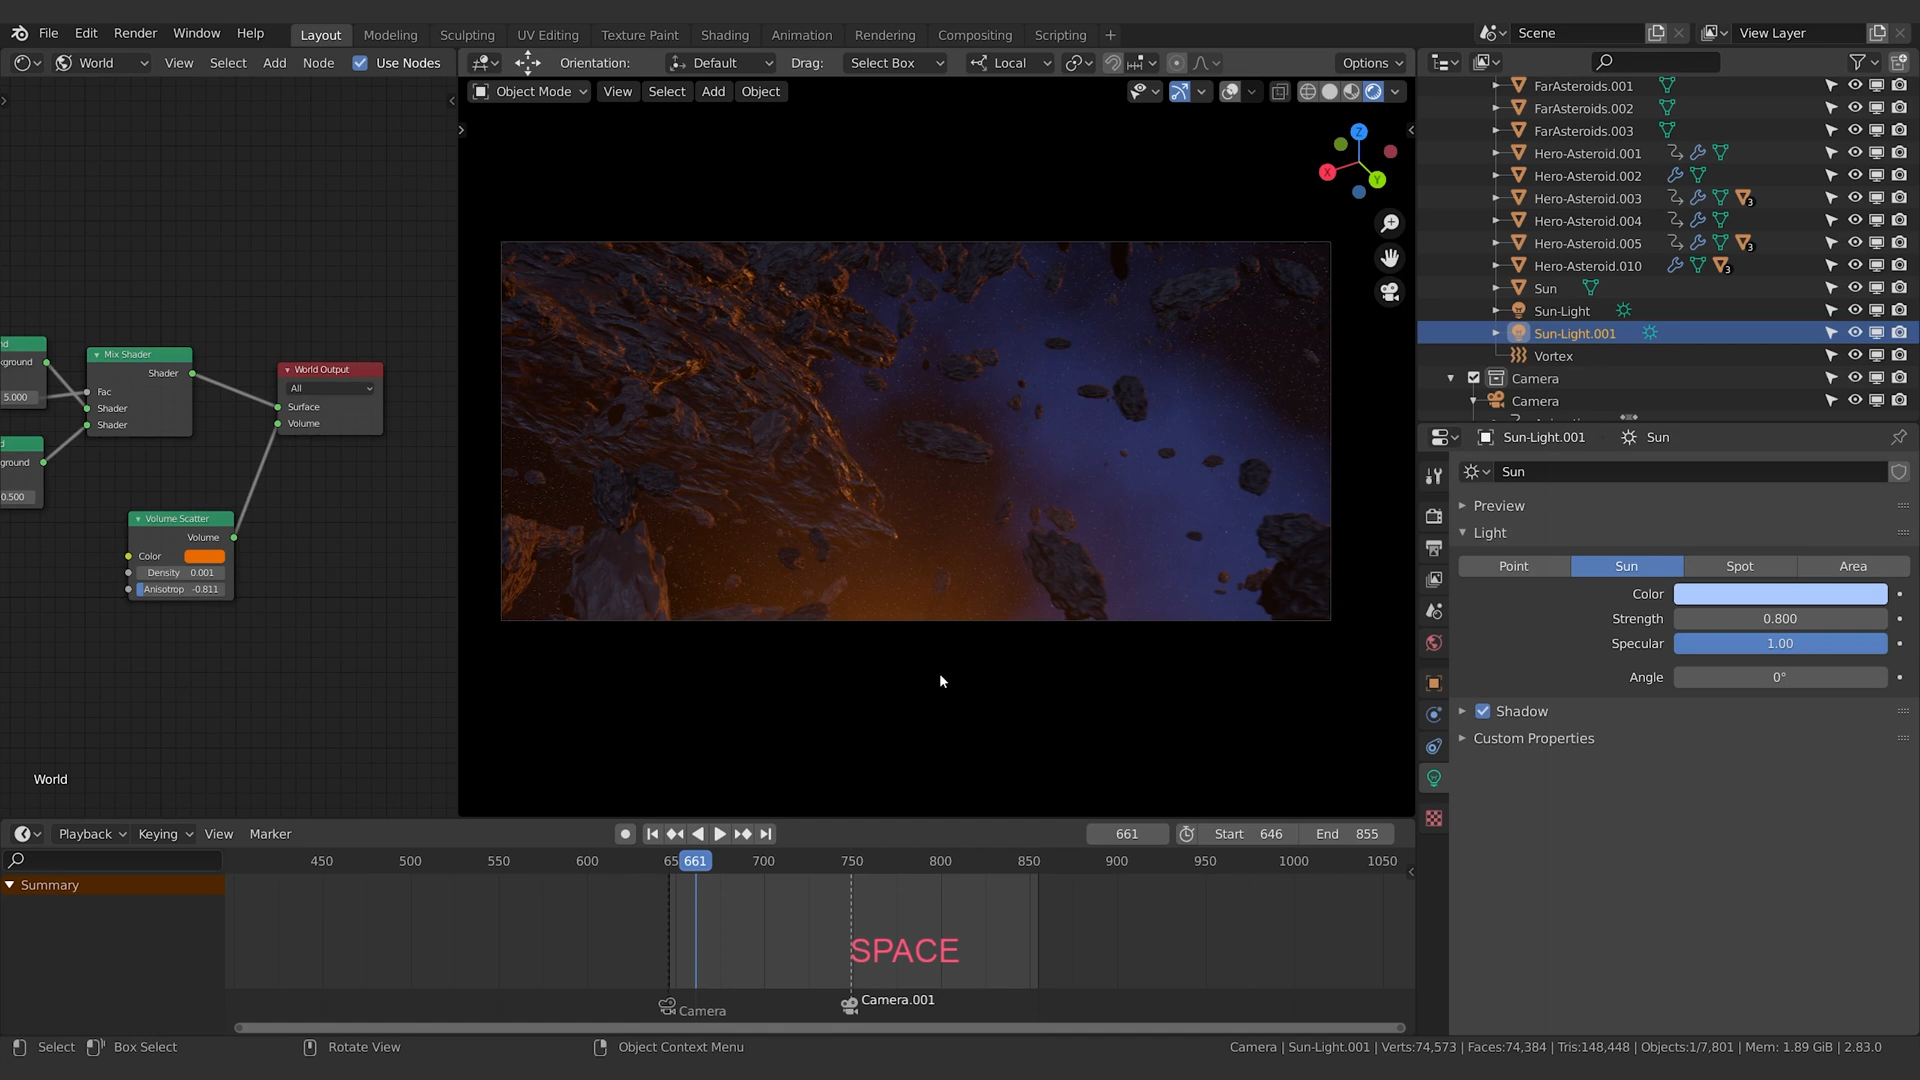 File Edit Render Window Help Layout Modeling Sculpting UV Editing Texture Paint Shading Animation Rendering Compositing Scripting + Scene View Layer
World View Select Add Node Use Nodes Orientation: Default Drag: Select Box Local Options
Object Mode View Select Add Object
FarAsteroids.001
FarAsteroids.002
FarAsteroids.003
Hero-Asteroid.001
Hero-Asteroid.002
Hero-Asteroid.003 3
Hero-Asteroid.004
Hero-Asteroid.005 3
Hero-Asteroid.010 3
Sun
Sun-Light
Sun-Light.001
Vortex
Camera
Camera
Z
X
Y
nd
kground
5.000
d
ground
0.500
Mix Shader
Shader
Fac
Shader
Shader
World Output
All
Surface
Volume
Volume Scatter
Volume
Color
Density 0.001
Anisotrop -0.811
World
Sun-Light.001 Sun
Sun
Preview
Light
Point Sun Spot Area
Color
Strength 0.800
Specular 1.00
Angle 0°
Shadow
Custom Properties
Playback Keying View Marker 661 Start 646 End 855
450 500 550 600 65 661 700 750 800 850 900 950 1000 1050
Summary
SPACE
Camera Camera.001
Select Box Select Rotate View Object Context Menu Camera | Sun-Light.001 | Verts:74,573 | Faces:74,384 | Tris:148,448 | Objects:1/7,801 | Mem: 1.89 GiB | 2.83.0